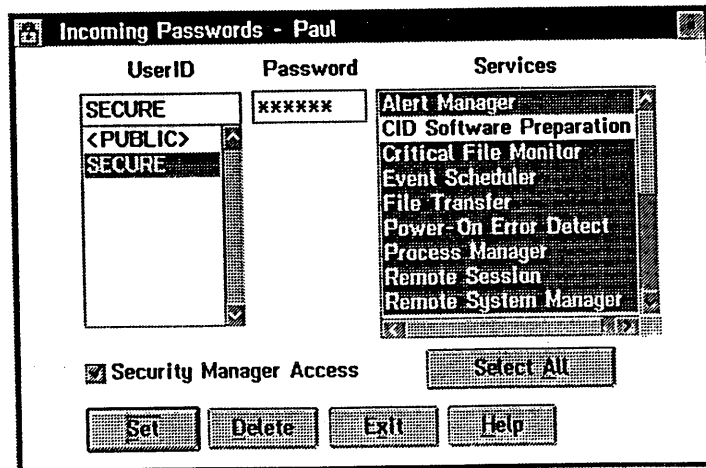 Incoming Passwords - Paul
UserID Password Services
SECURE ******
<PUBLIC>
SECURE
Alert Manager
CID Software Preparation
Critical File Monitor
Event Scheduler
File Transfer
Power-On Error Detect
Process Manager
Remote Session
Remote System Manager
Security Manager Access
Select All
Set Delete Exit Help